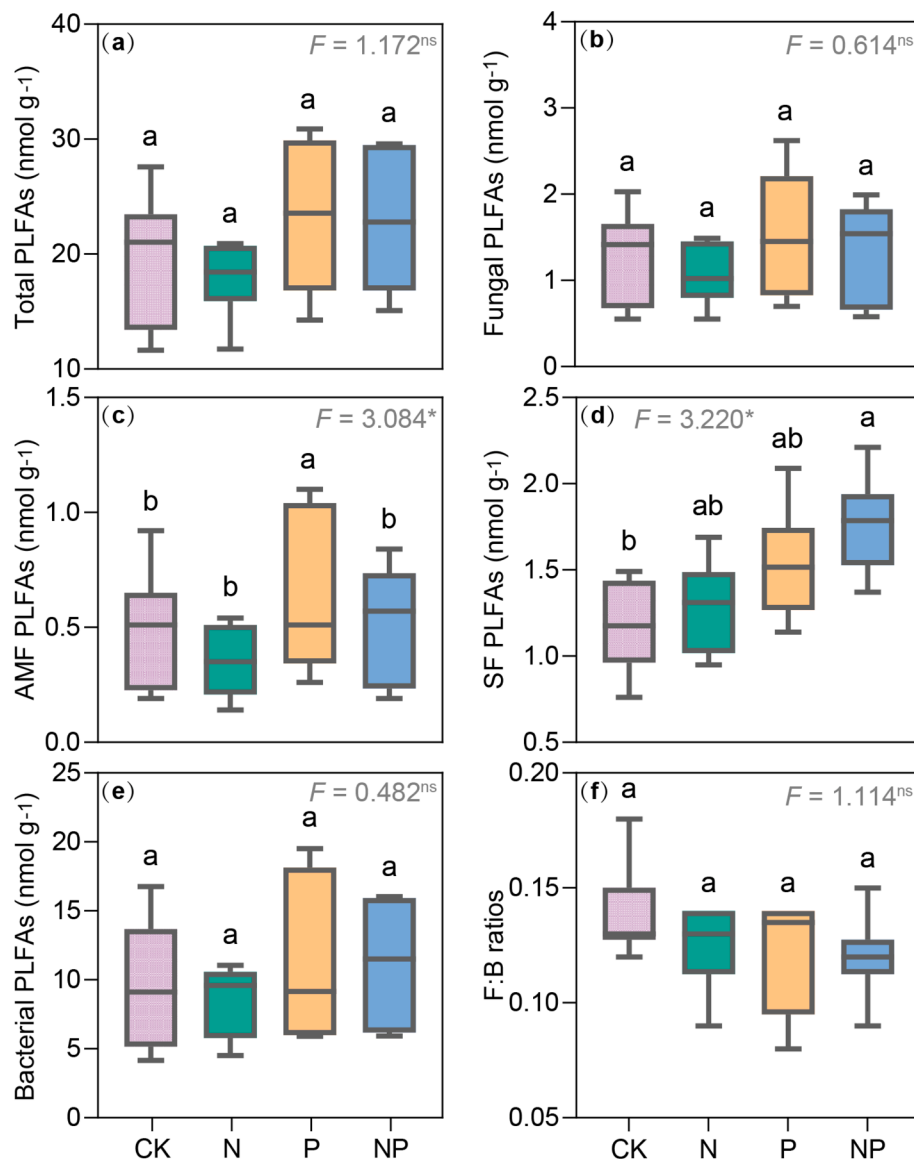 (a) F = 1.172ns
Total PLFAs (nmol g-1)
40
30
20
10
a a a a
(b) F = 0.614ns
Fungal PLFAs (nmol g-1)
4
3
2
1
0
a a a a
(c) F = 3.084*
AMF PLFAs (nmol g-1)
1.5
1.0
0.5
0.0
b b a b
(d) F = 3.220*
SF PLFAs (nmol g-1)
2.5
2.0
1.5
1.0
0.5
b ab ab a
(e) F = 0.482ns
Bacterial PLFAs (nmol g-1)
25
20
15
10
5
0
a a a a
CK N P NP
(f) F = 1.114ns
F:B ratios
0.20
0.15
0.10
0.05
a a a a
CK N P NP